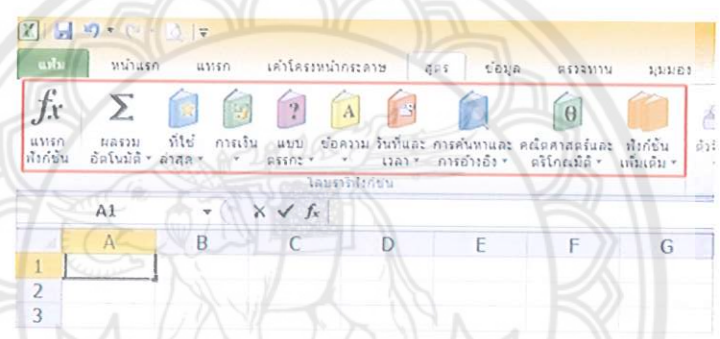 แฟ้ม หน้าแรก แทรก เค้าโครงหน้ากระดาษ สูตร ข้อมูล ตรวจทาน มุมมอง
fx Σ ? A θ
แทรก ผลรวม ที่ใช้ การเงิน แบบ ข้อความ วันที่และ การค้นหาและ คณิตศาสตร์และ ฟังก์ชัน
ฟังก์ชัน อัตโนมัติ ล่าสุด ตรรกะ เวลา การอ้างอิง ตรีโกณมิติ เพิ่มเติม
ไลบรารีฟังก์ชัน
A1 fx
A B C D E F G
1
2
3